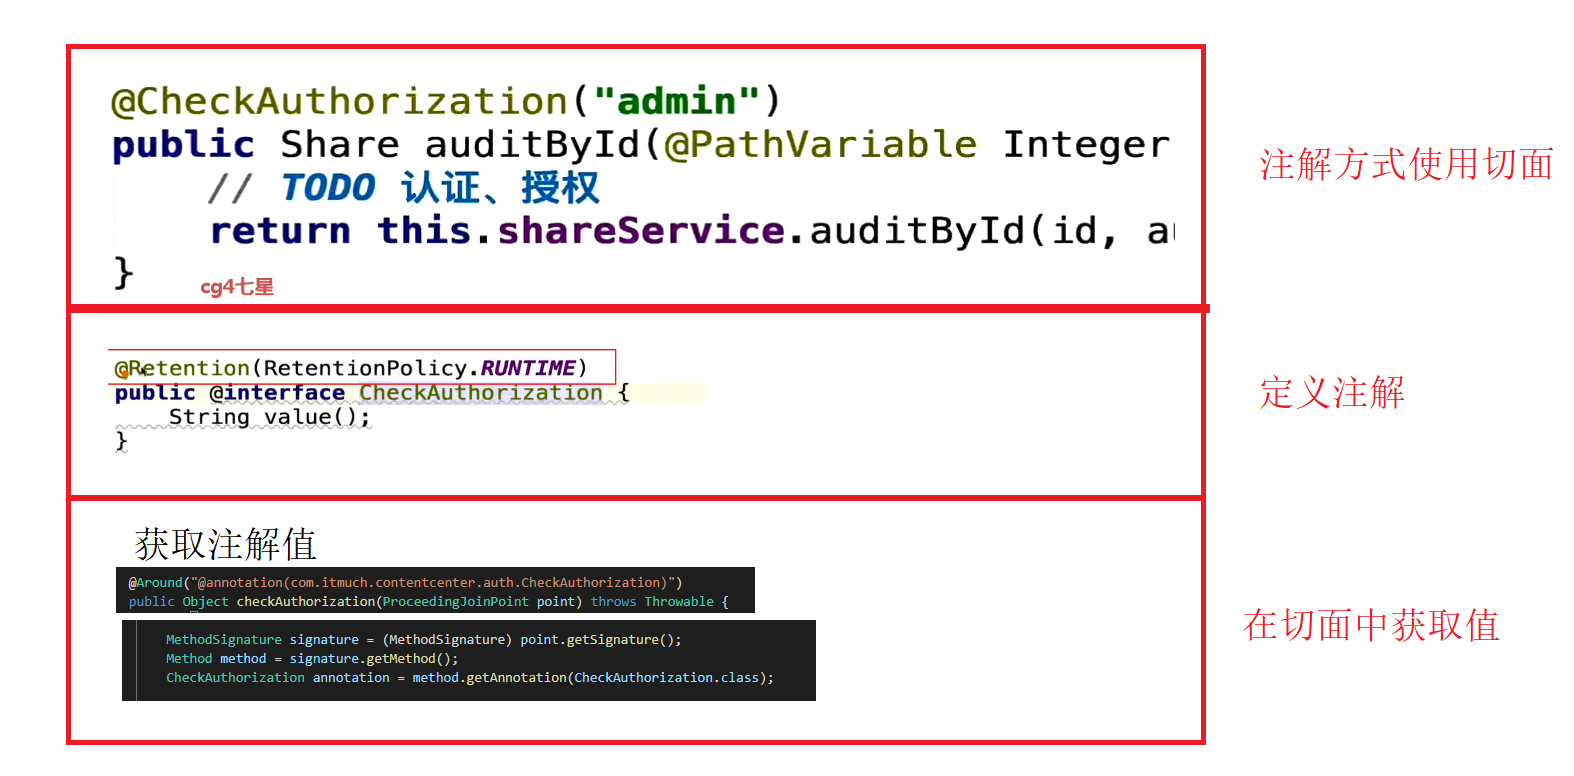 @CheckAuthorization("admin")
public Share auditById(@PathVariable Integer
// TODO 认证、授权
return this.shareService.auditById(id, au
}
cg4七星
注解方式使用切面
@Retention(RetentionPolicy.RUNTIME)
public @interface CheckAuthorization {
String value();
}
定义注解
获取注解值
@Around("@annotation(com.itmuch.contentcenter.auth.CheckAuthorization)")
public Object checkAuthorization(ProceedingJoinPoint point) throws Throwable {
MethodSignature signature = (MethodSignature) point.getSignature();
Method method = signature.getMethod();
CheckAuthorization annotation = method.getAnnotation(CheckAuthorization.class);
在切面中获取值